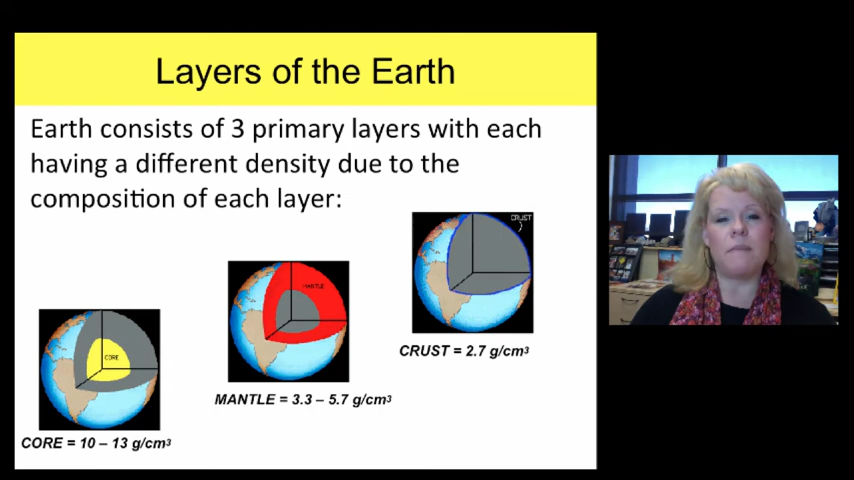 Layers of the Earth
Earth consists of 3 primary layers with each
having a different density due to the
composition of each layer:
CRUST
MANTLE
CORE
CRUST = 2.7 g/cm³
MANTLE = 3.3 – 5.7 g/cm³
CORE = 10 – 13 g/cm³